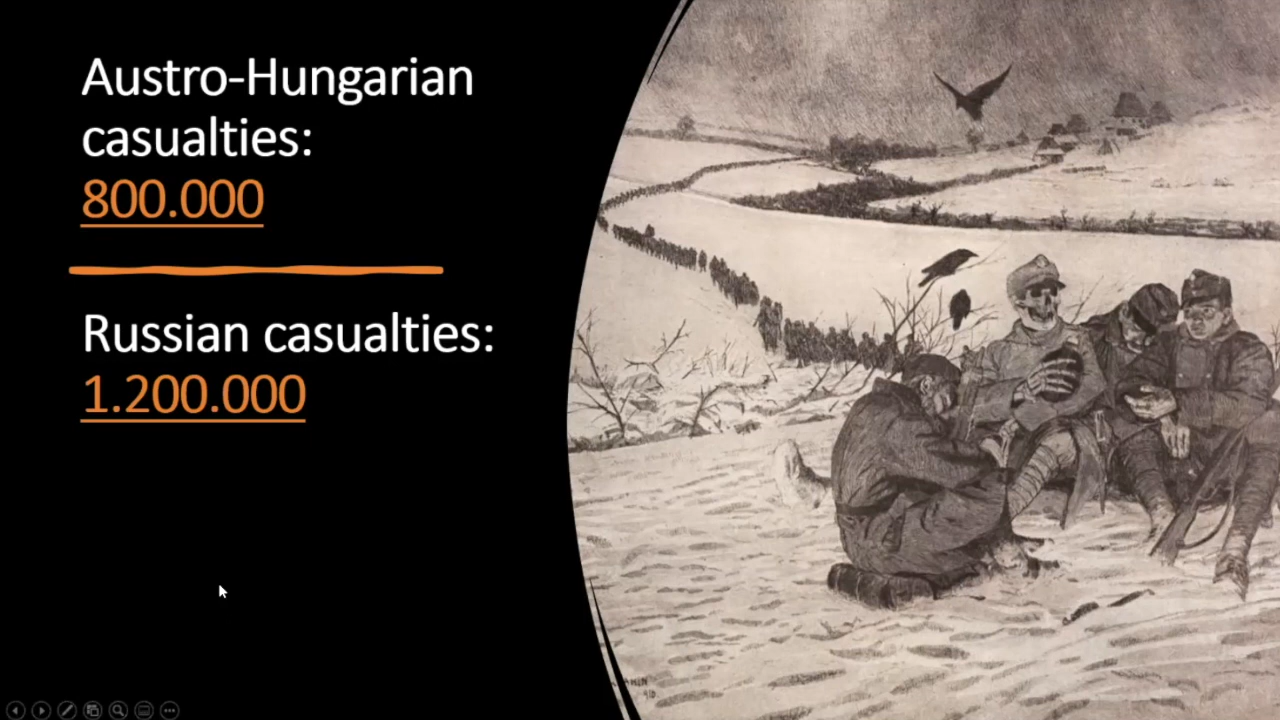 Austro-Hungarian
casualties:
800.000
Russian casualties:
1.200.000